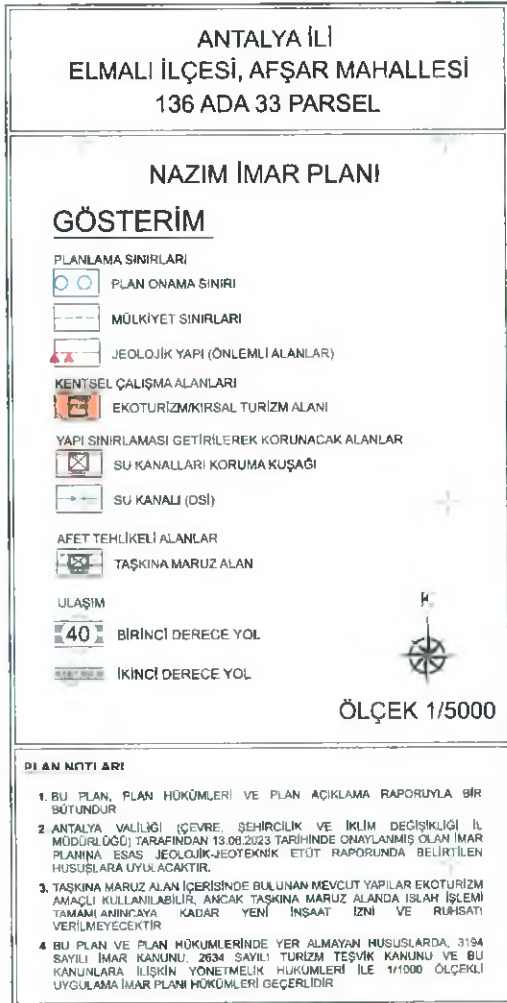 ANTALYA İLİ
ELMALI İLÇESİ, AFŞAR MAHALLESİ
136 ADA 33 PARSEL
NAZIM İMAR PLANI
GÖSTERİM
PLANLAMA SINIRLARI
PLAN ONAMA SINIRI
MÜLKİYET SINIRLARI
JEOLOJİK YAPI (ÖNLEMLİ ALANLAR)
KENTSEL ÇALIŞMA ALANLARI
EKOTURİZM/KIRSAL TURİZM ALANI
YAPI SINIRLAMASI GETİRİLEREK KORUNACAK ALANLAR
SU KANALLARI KORUMA KUŞAĞI
SU KANALI (DSİ)
AFET TEHLİKELİ ALANLAR
TAŞKINA MARUZ ALAN
ULAŞIM
40 BİRİNCİ DERECE YOL
İKİNCİ DERECE YOL
K
ÖLÇEK 1/5000
PLAN NOTLARI
1. BU PLAN, PLAN HÜKÜMLERİ VE PLAN AÇIKLAMA RAPORUYLA BİR
BÜTÜNDÜR
2 ANTALYA VALİLİĞİ (ÇEVRE, ŞEHİRCİLİK VE İKLİM DEĞİŞİKLİĞİ İL
MÜDÜRLÜĞÜ) TARAFINDAN 13.06.2023 TARİHİNDE ONAYLANMIŞ OLAN İMAR
PLANINA ESAS JEOLOJİK-JEOTEKNİK ETÜT RAPORUNDA BELİRTİLEN
HUSUSLARA UYULACAKTIR.
3. TAŞKINA MARUZ ALAN İÇERİSİNDE BULUNAN MEVCUT YAPILAR EKOTURİZM
AMAÇLI KULLANILABİLİR, ANCAK TAŞKINA MARUZ ALANDA ISLAH İŞLEMİ
TAMAMLANINCAYA KADAR YENİ İNŞAAT İZNİ VE RUHSATI
VERİLMEYECEKTİR
4 BU PLAN VE PLAN HÜKÜMLERİNDE YER ALMAYAN HUSUSLARDA, 3194
SAYILI İMAR KANUNU, 2634 SAYILI TURİZM TEŞVİK KANUNU VE BU
KANUNLARA İLİŞKİN YÖNETMELİK HÜKÜMLERİ İLE 1/1000 ÖLÇEKLİ
UYGULAMA İMAR PLANI HÜKÜMLERİ GEÇERLİDİR